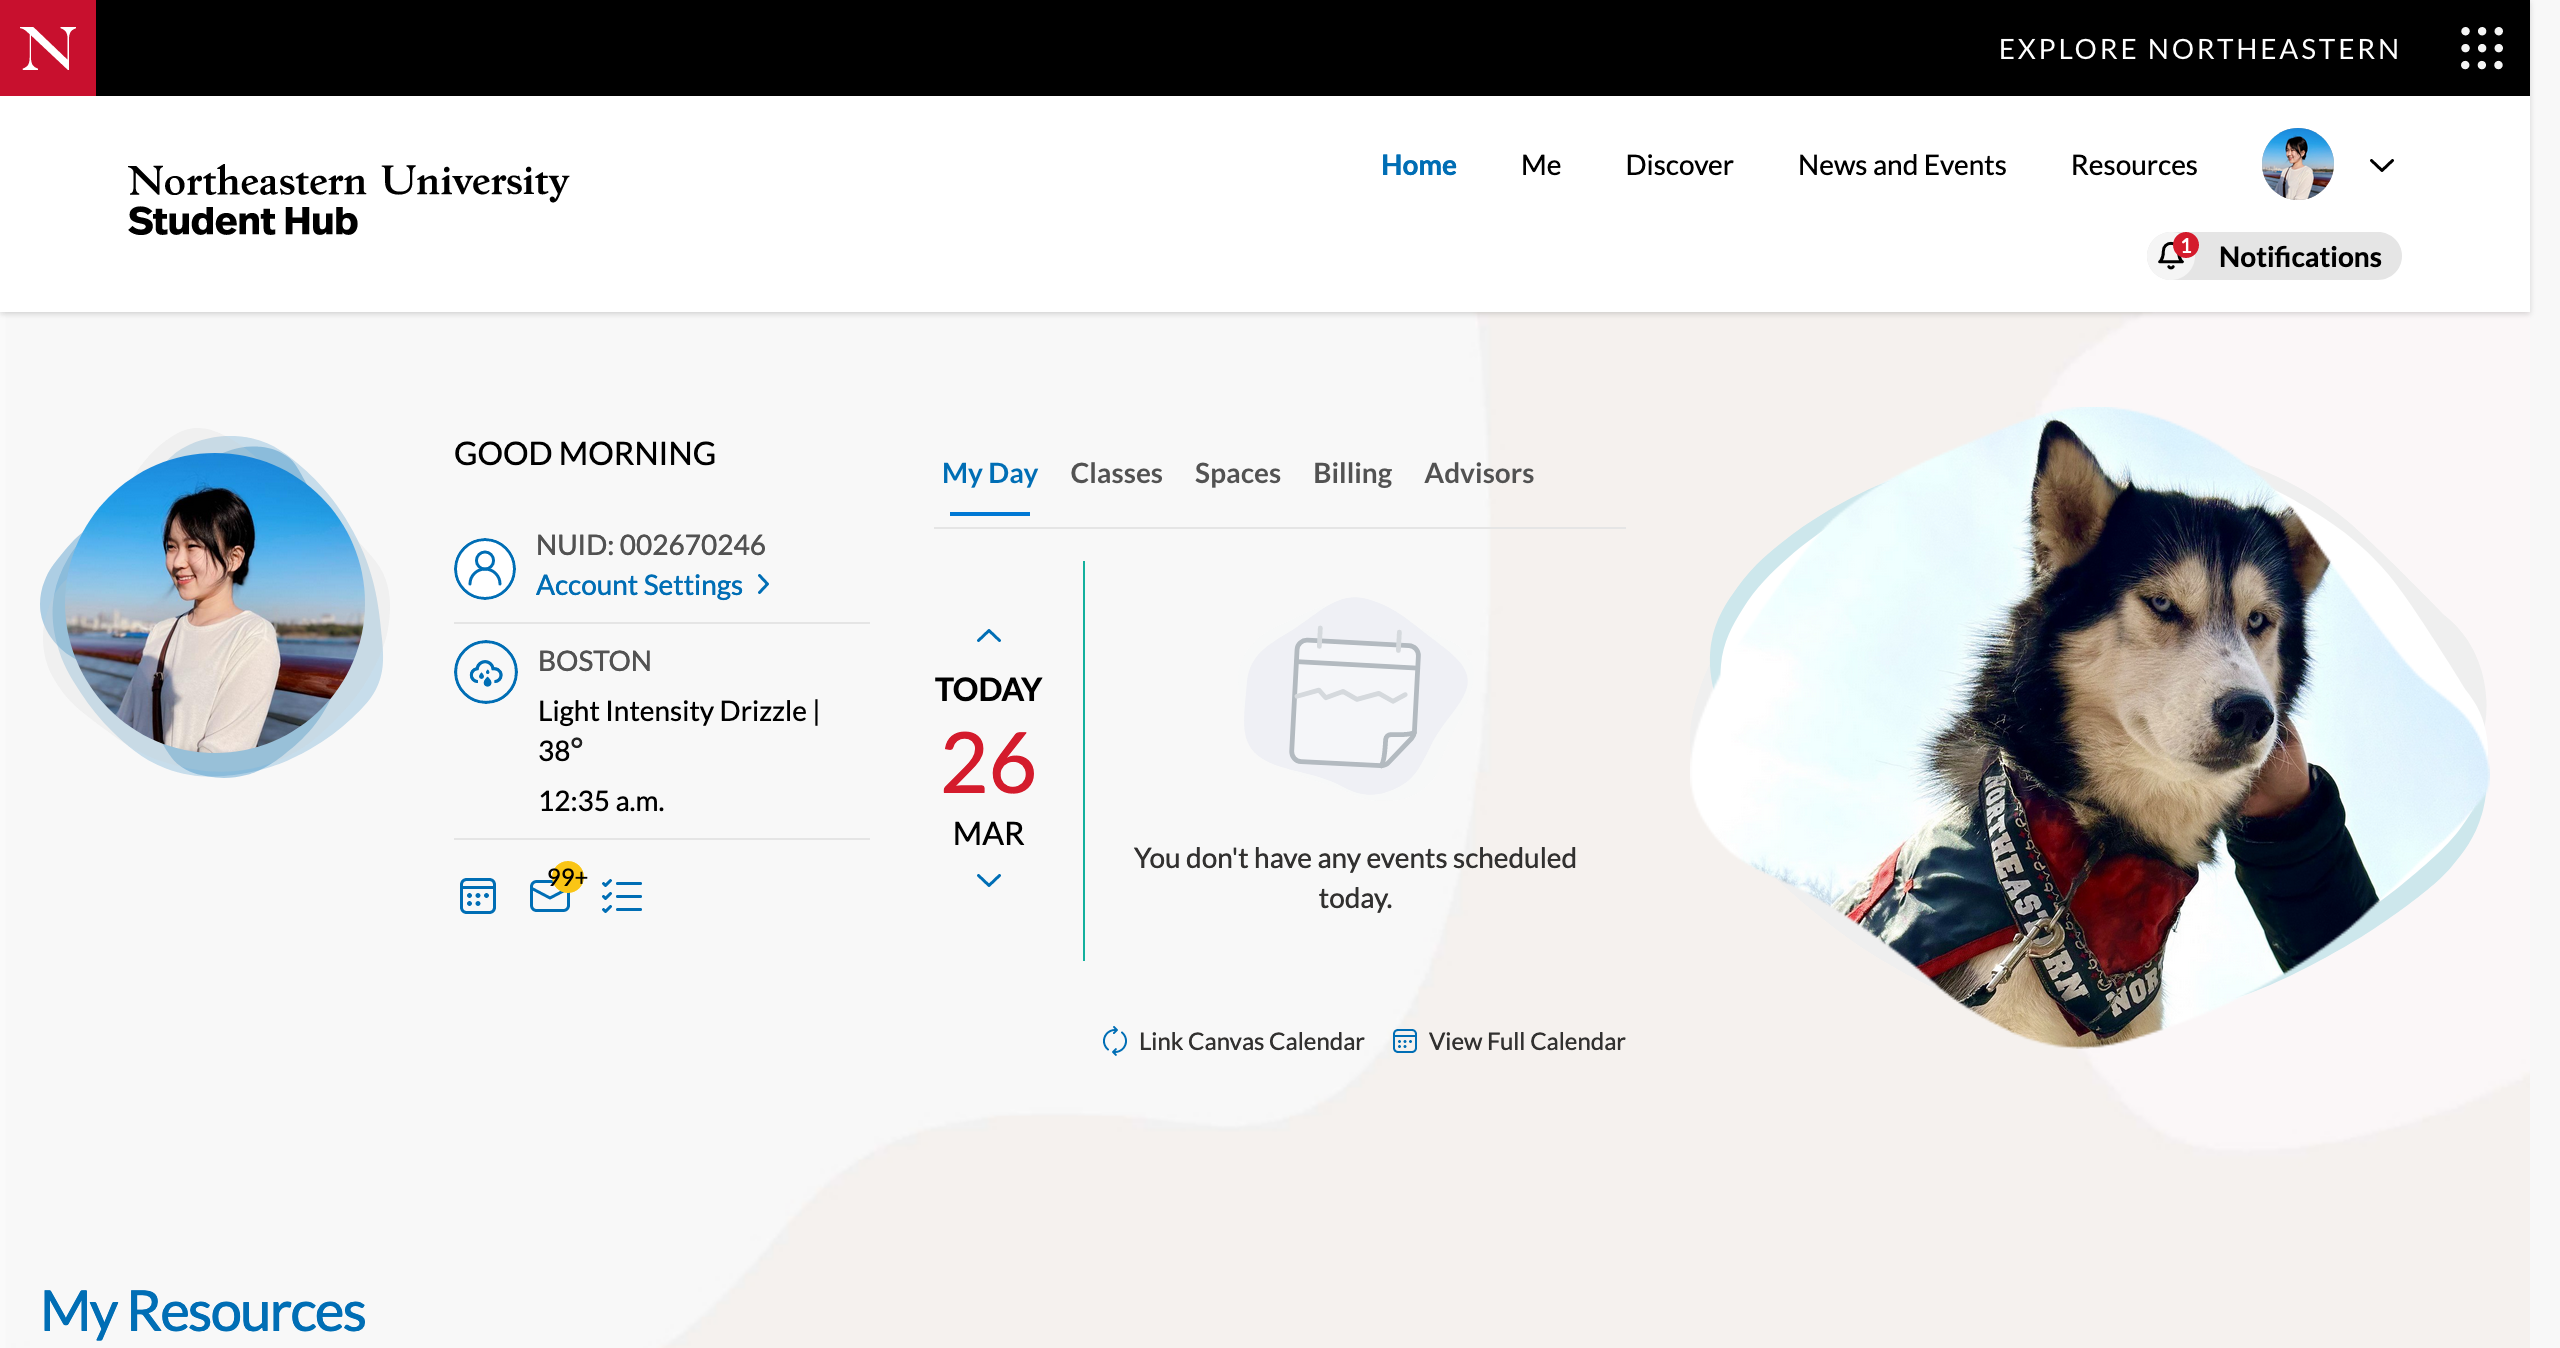 N
EXPLORE NORTHEASTERN
Northeastern University
Student Hub
Home Me Discover News and Events Resources
1 Notifications
GOOD MORNING
NUID: 002670246
Account Settings
BOSTON
Light Intensity Drizzle |
38°
12:35 a.m.
99+
My Day Classes Spaces Billing Advisors
TODAY
26
MAR
You don't have any events scheduled
today.
Link Canvas Calendar View Full Calendar
NORTHEASTERN
NOR
My Resources